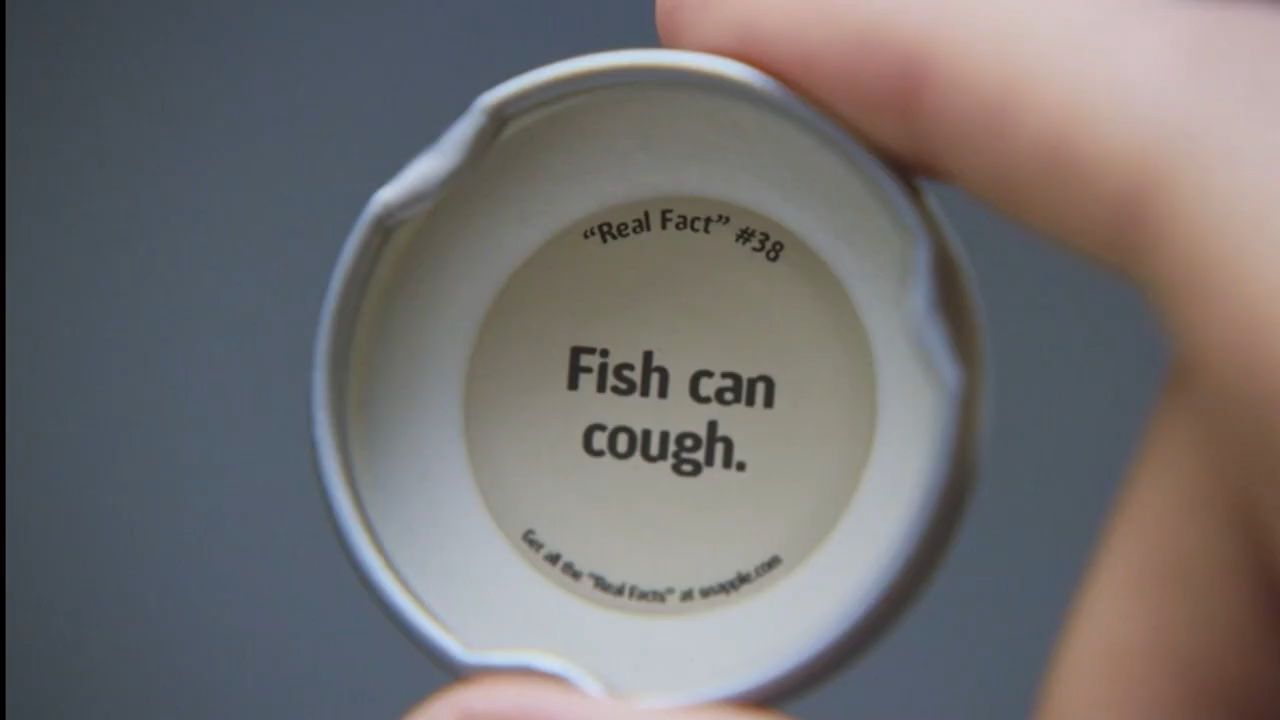 “Real Fact” #38
Fish can
cough.
Get all the “Real Facts” at snapple.com